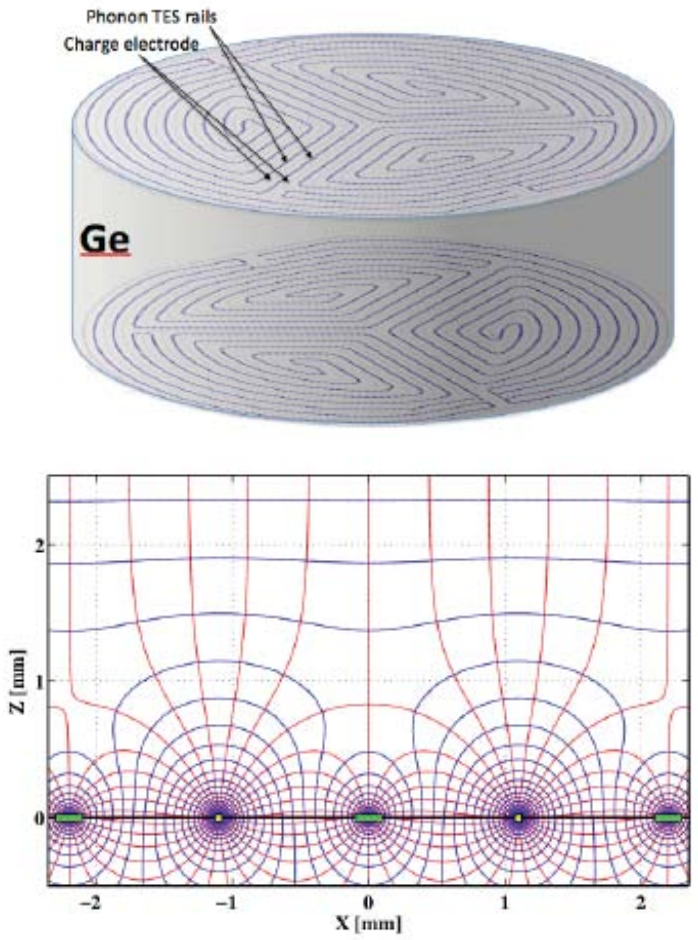 Phonon TES rails
Charge electrode
Ge
Z [mm]
2
1
0
−2
−1
0
1
2
X [mm]